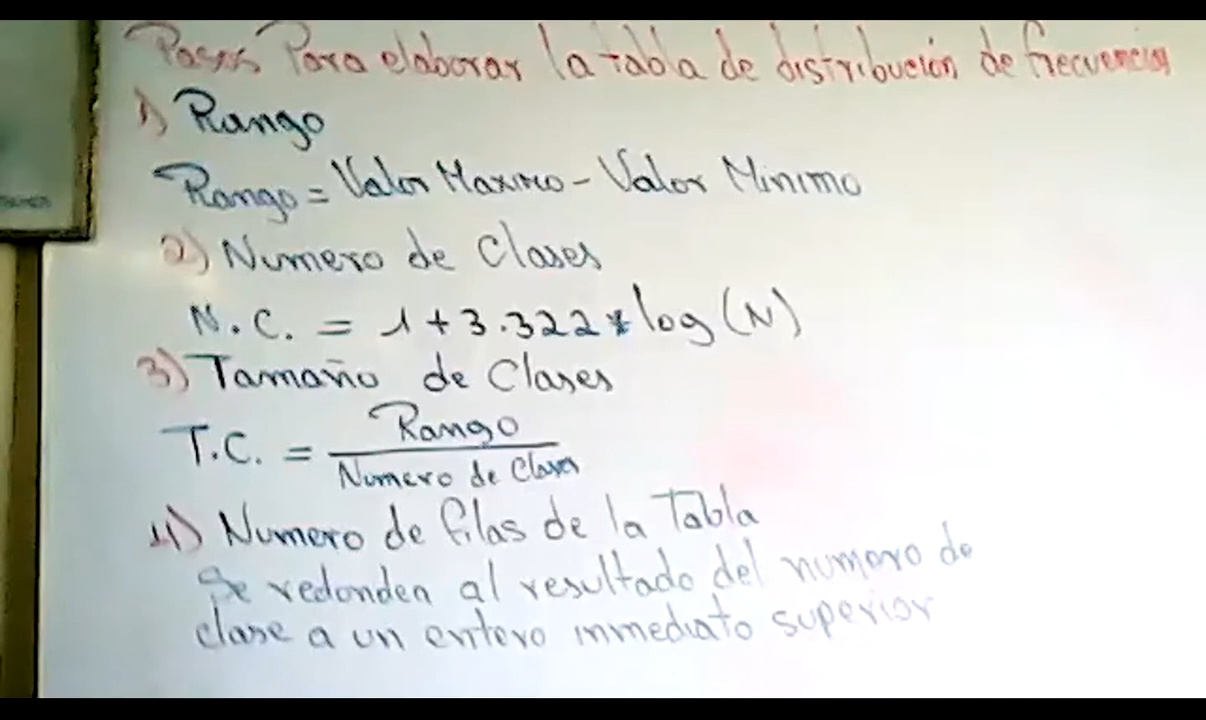 Pasos Para elaborar la tabla de distribución de frecuencias
1) Rango
Rango = Valor Maximo - Valor Minimo
2) Numero de Clases
N.C. = 1 + 3.322 * log (N)
3) Tamaño de Clases
T.C. = Rango
Numero de Clases
4) Numero de filas de la Tabla
Se redondea al resultado del numero de
clase a un entero inmediato superior